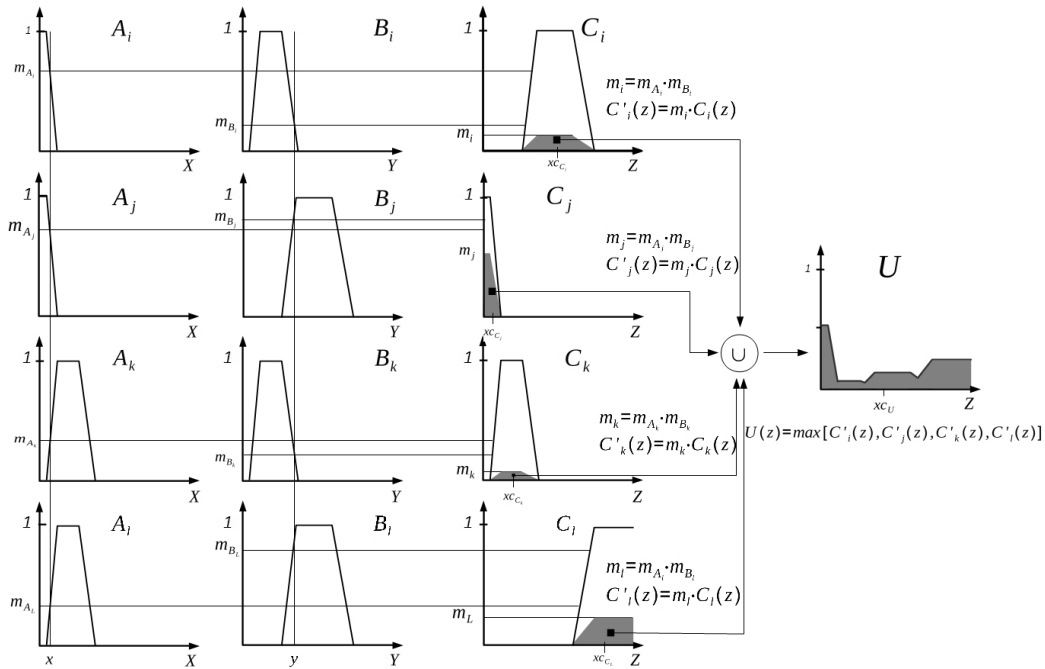 1 A_i 1 B_i 1 C_i
m_{A_i}
m_i=m_{A_i}·m_{B_i}
C'_i(z)=m_i·C_i(z)
m_{B_i} m_i
X Y xc_{C_i} Z
1 A_j 1 B_j 1 C_j
m_{A_j} m_{B_j}
m_j=m_{A_j}·m_{B_j}
m_j
C'_j(z)=m_j·C_j(z)
X Y xc_{C_j} Z
1 U
∪
xc_U Z
U(z)=max[C'_i(z),C'_j(z),C'_k(z),C'_l(z)]
1 A_k 1 B_k 1 C_k
m_k=m_{A_k}·m_{B_k}
C'_k(z)=m_k·C_k(z)
m_{A_k} m_{B_k} m_k
X Y xc_{C_k} Z
1 A_l 1 B_l 1 C_l
m_{B_L}
m_l=m_{A_l}·m_{B_l}
C'_l(z)=m_l·C_l(z)
m_{A_L} m_L
x X y Y xc_{C_L} Z